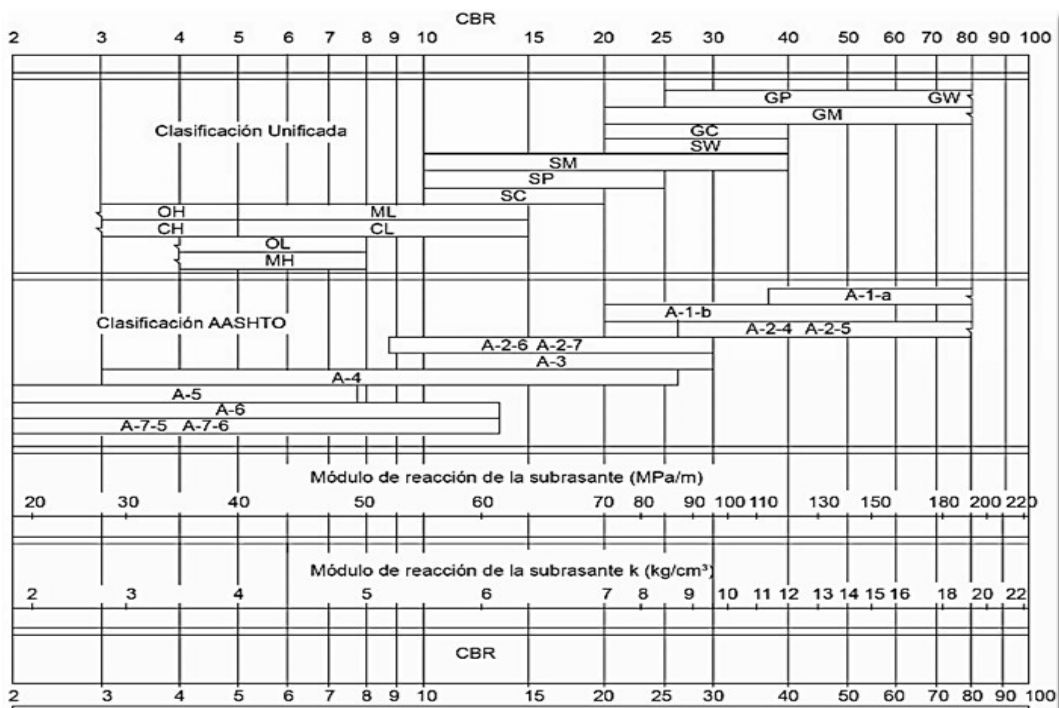 CBR
2 3 4 5 6 7 8 9 10 15 20 25 30 40 50 60 70 80 90 100
GP GW
Clasificación Unificada
GM
GC
SW
SM
SP
SC
OH ML
CH CL
OL
MH
A-1-a
A-1-b
Clasificación AASHTO
A-2-4 A-2-5
A-2-6 A-2-7
A-3
A-4
A-5
A-6
A-7-5 A-7-6
Módulo de reacción de la subrasante (MPa/m)
20 30 40 50 62 70 80 90 100 110 130 150 180 200 220
Módulo de reacción de la subrasante k (kg/cm³)
2 3 4 5 6 7 8 9 10 11 12 13 14 15 16 18 20 22
CBR
2 3 4 5 6 7 8 9 10 15 20 25 30 40 50 60 70 80 90 100